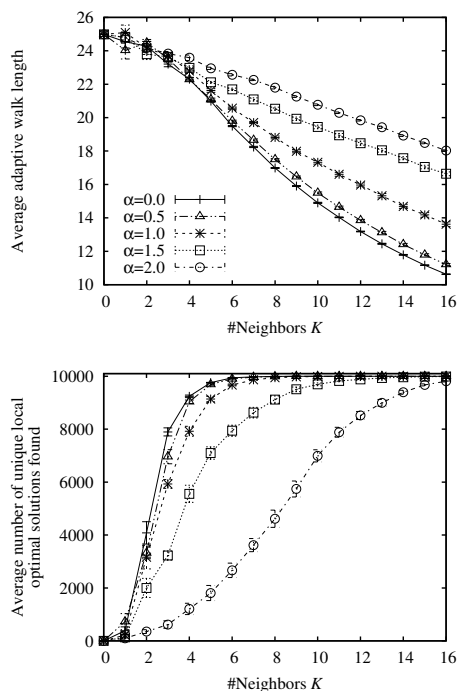 Average adaptive walk length
26
24
22
20
18
16
14
12
10
α=0.0
α=0.5
α=1.0
α=1.5
α=2.0
0 2 4 6 8 10 12 14 16
#Neighbors K
Average number of unique local
optimal solutions found
10000
8000
6000
4000
2000
0
0 2 4 6 8 10 12 14 16
#Neighbors K